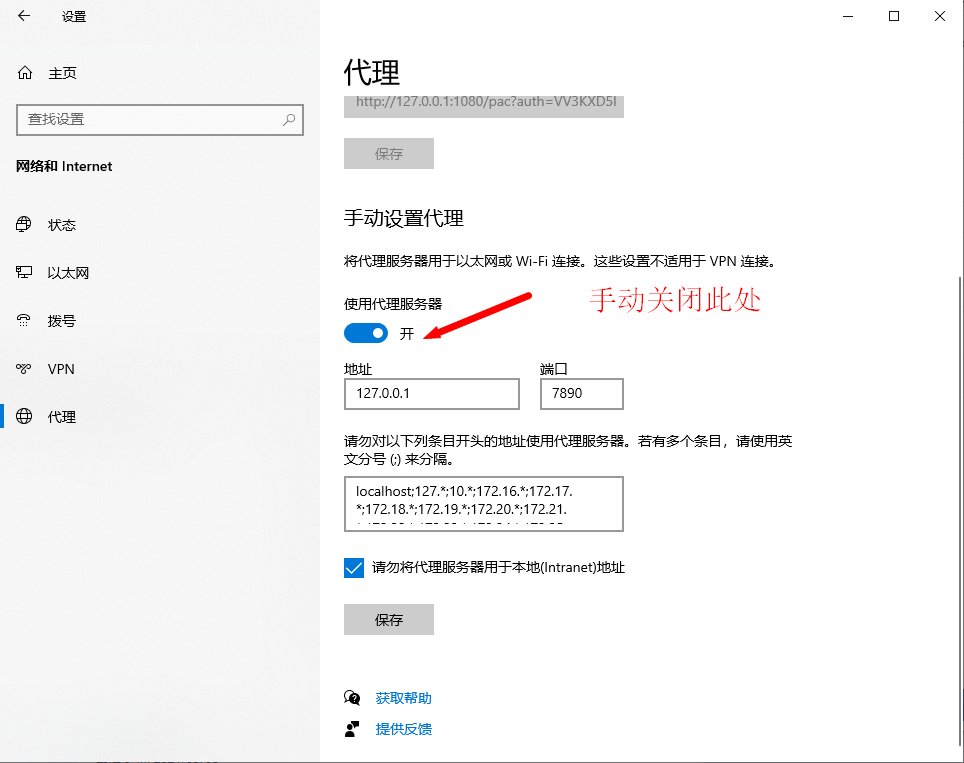 设置
主页
查找设置
网络和 Internet
状态
以太网
拨号
VPN
代理
代理
http://127.0.0.1:1080/pac?auth=VV3KXD5I
保存
手动设置代理
将代理服务器用于以太网或 Wi-Fi 连接。这些设置不适用于 VPN 连接。
手动关闭此处
使用代理服务器
开
地址 端口
127.0.0.1 7890
请勿对以下列条目开头的地址使用代理服务器。若有多个条目，请使用英
文分号 (;) 来分隔。
localhost;127.*;10.*;172.16.*;172.17.
*;172.18.*;172.19.*;172.20.*;172.21.
请勿将代理服务器用于本地(Intranet)地址
保存
获取帮助
提供反馈